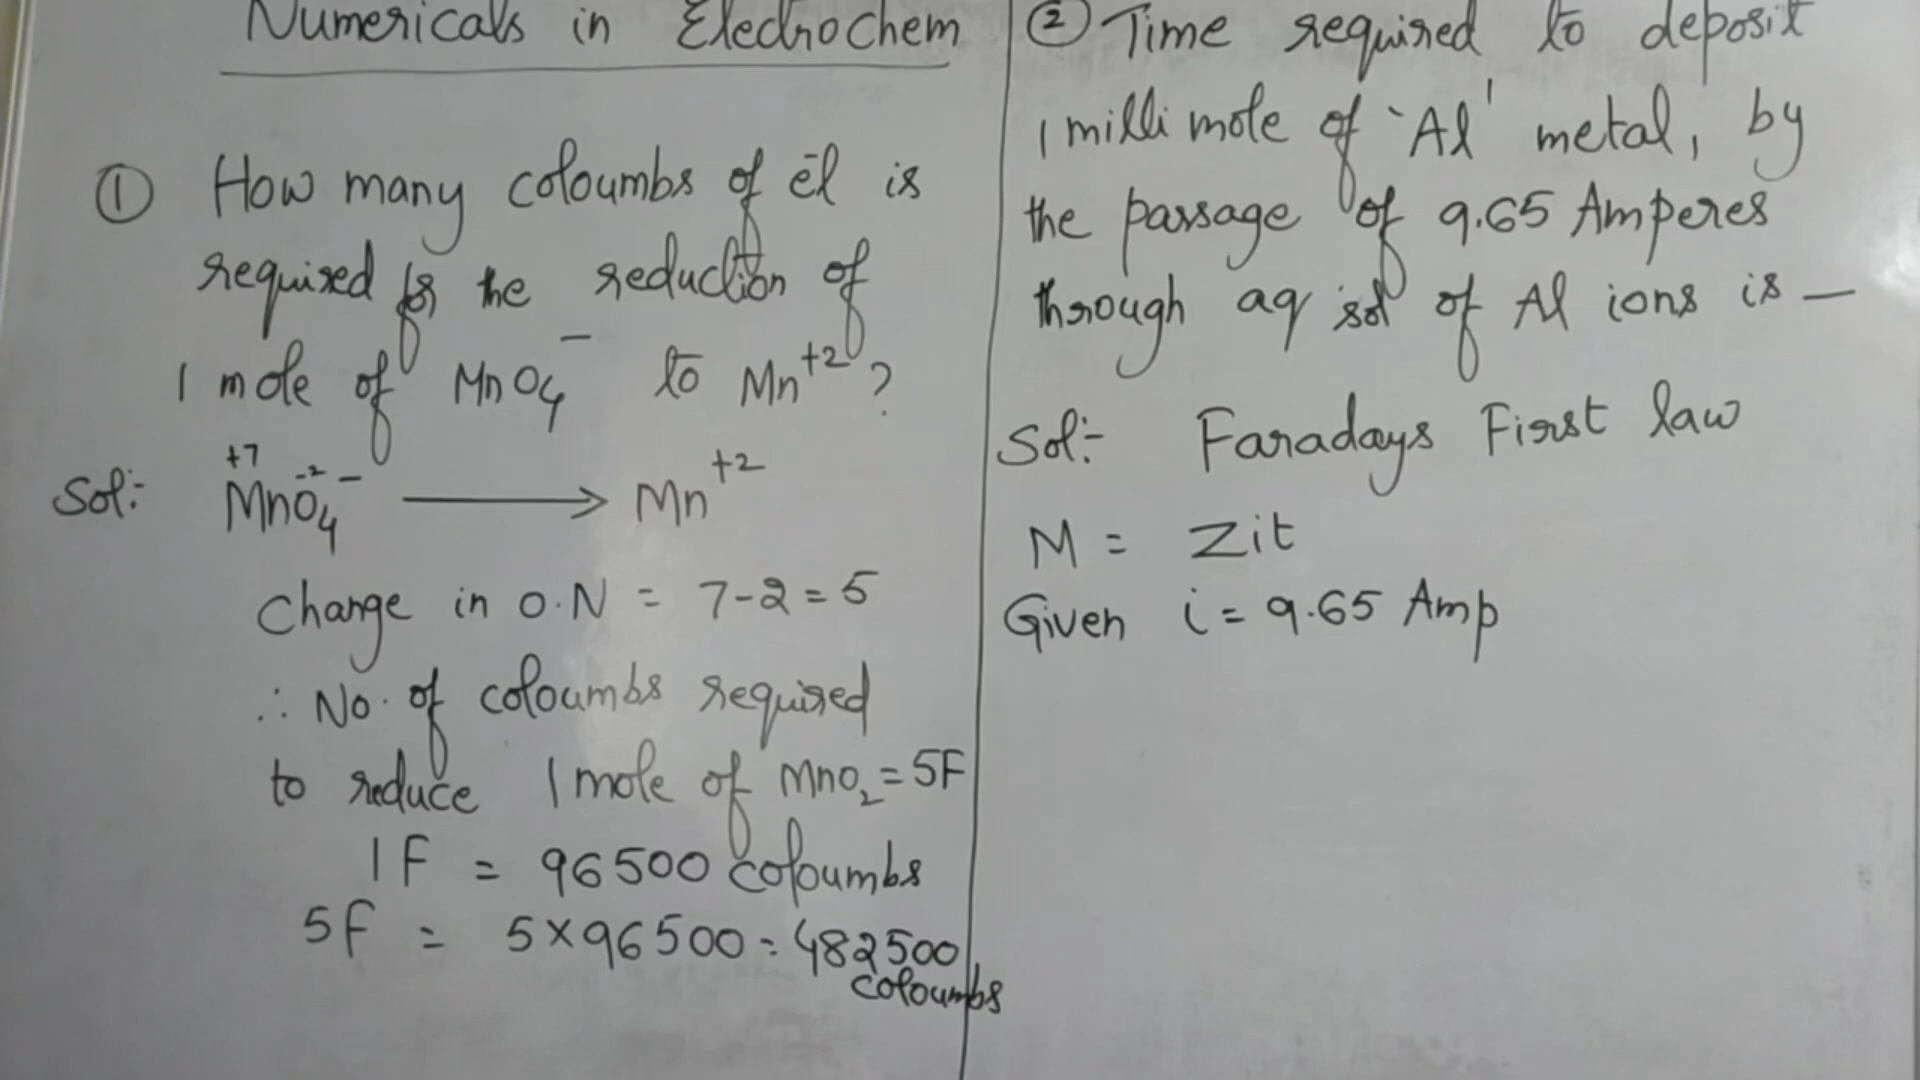 Numericals in Electrochem
① How many coloumbs of ēl is
required for the reduction of
1 mole of MnO4⁻ to Mn⁺²?
Sol:
+7 -2
MnO4⁻ ⟶ Mn⁺²
Change in O.N = 7-2=5
∴ No. of coloumbs required
to reduce 1 mole of MnO₂=5F
1F = 96500 coloumbs
5F = 5×96500=482500
coloumbs
② Time required to deposit
1 milli mole of 'Al' metal, by
the passage of 9.65 Amperes
through aq sol of Al ions is —
Sol:- Faradays First law
M = Zit
Given i=9.65 Amp